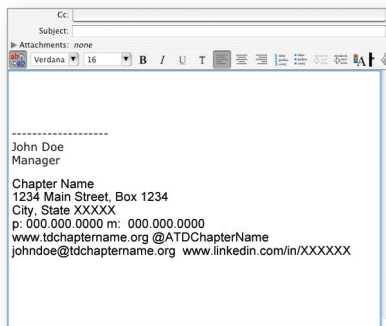 Cc:
Subject:
Attachments: none
Verdana 16 B I U T
------------------
John Doe
Manager
Chapter Name
1234 Main Street, Box 1234
City, State XXXXX
p: 000.000.0000 m: 000.000.0000
www.tdchaptername.org @ATDChapterName
johndoe@tdchaptername.org www.linkedin.com/in/XXXXXX